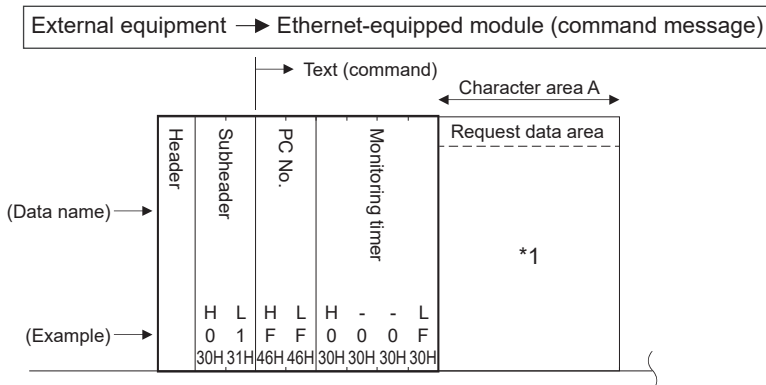 External equipment → Ethernet-equipped module (command message)
Text (command)
Character area A
Header
Subheader
PC No.
Monitoring timer
Request data area
(Data name)
*1
H L H L H - - L
(Example) 0 1 F F 0 0 0 F
30H 31H 46H 46H 30H 30H 30H 30H